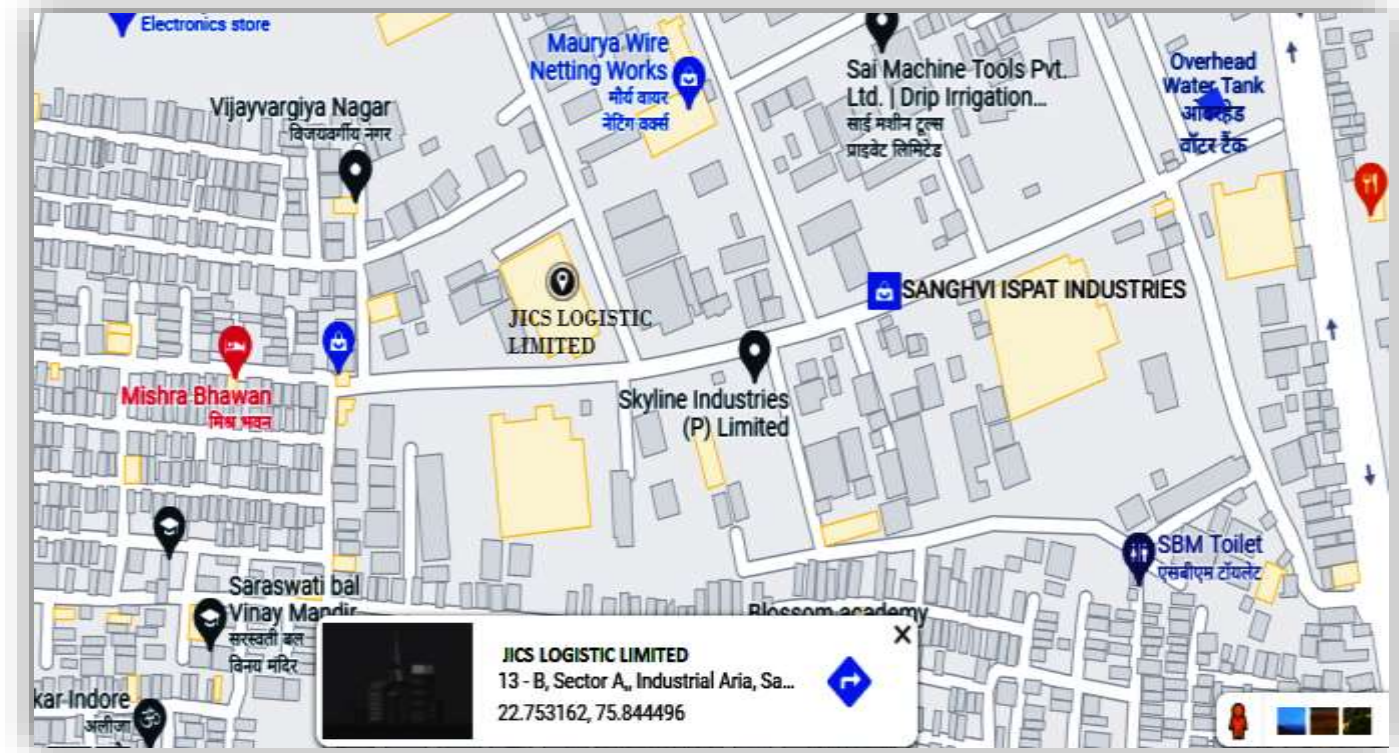 Electronics store
Maurya Wire
Netting Works
मौर्य वायर
नेटिंग वर्क्स
Sai Machine Tools Pvt.
Ltd. | Drip Irrigation...
साई मशीन टूल्स
प्राइवेट लिमिटेड
Overhead
Water Tank
ओवरहेड
वॉटर टैंक
Vijayvargiya Nagar
विजयवर्गीय नगर
SANGHVI ISPAT INDUSTRIES
JICS LOGISTIC
LIMITED
Mishra Bhawan
मिश्र भवन
Skyline Industries
(P) Limited
SBM Toilet
एसबीएम टॉयलेट
Saraswati bal
Vinay Mandir
सरस्वती बल
विनय मंदिर
Blossom academy
kar Indore
अलीजा
JICS LOGISTIC LIMITED
13 - B, Sector A,, Industrial Aria, Sa...
22.753162, 75.844496